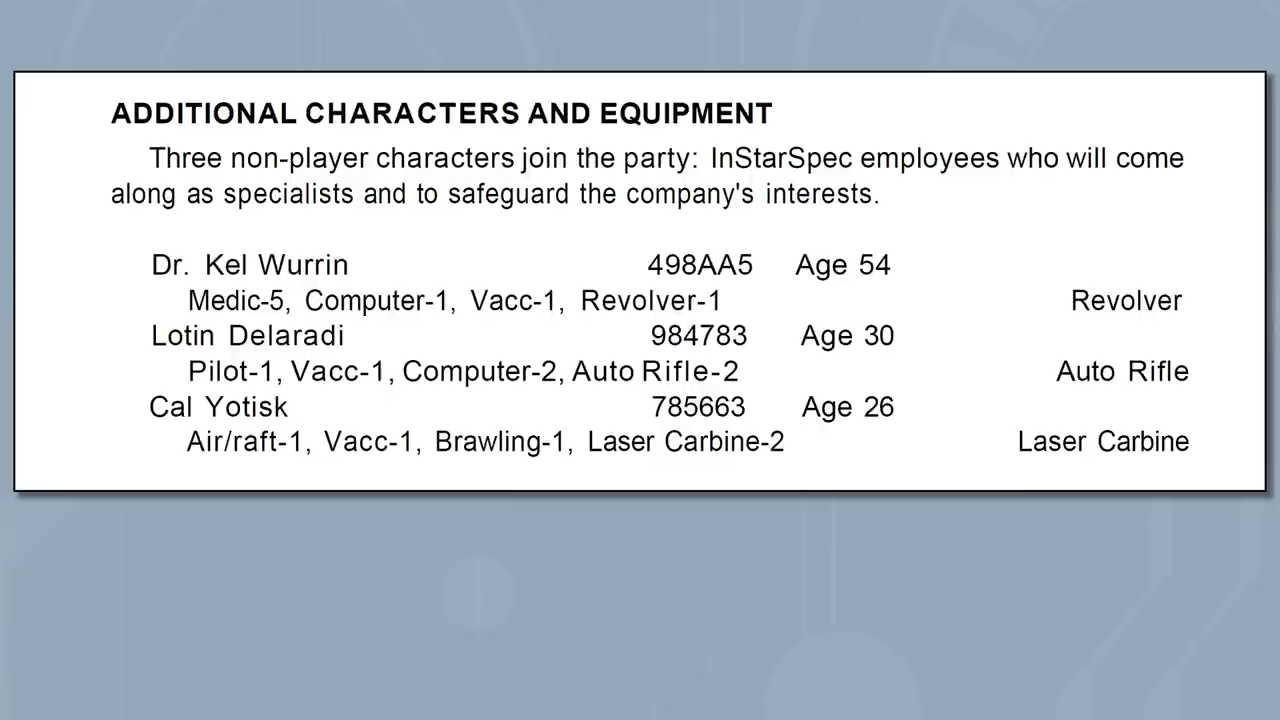 ADDITIONAL CHARACTERS AND EQUIPMENT
Three non-player characters join the party: InStarSpec employees who will come
along as specialists and to safeguard the company's interests.
Dr. Kel Wurrin 498AA5 Age 54
Medic-5, Computer-1, Vacc-1, Revolver-1 Revolver
Lotin Delaradi 984783 Age 30
Pilot-1, Vacc-1, Computer-2, Auto Rifle-2 Auto Rifle
Cal Yotisk 785663 Age 26
Air/raft-1, Vacc-1, Brawling-1, Laser Carbine-2 Laser Carbine